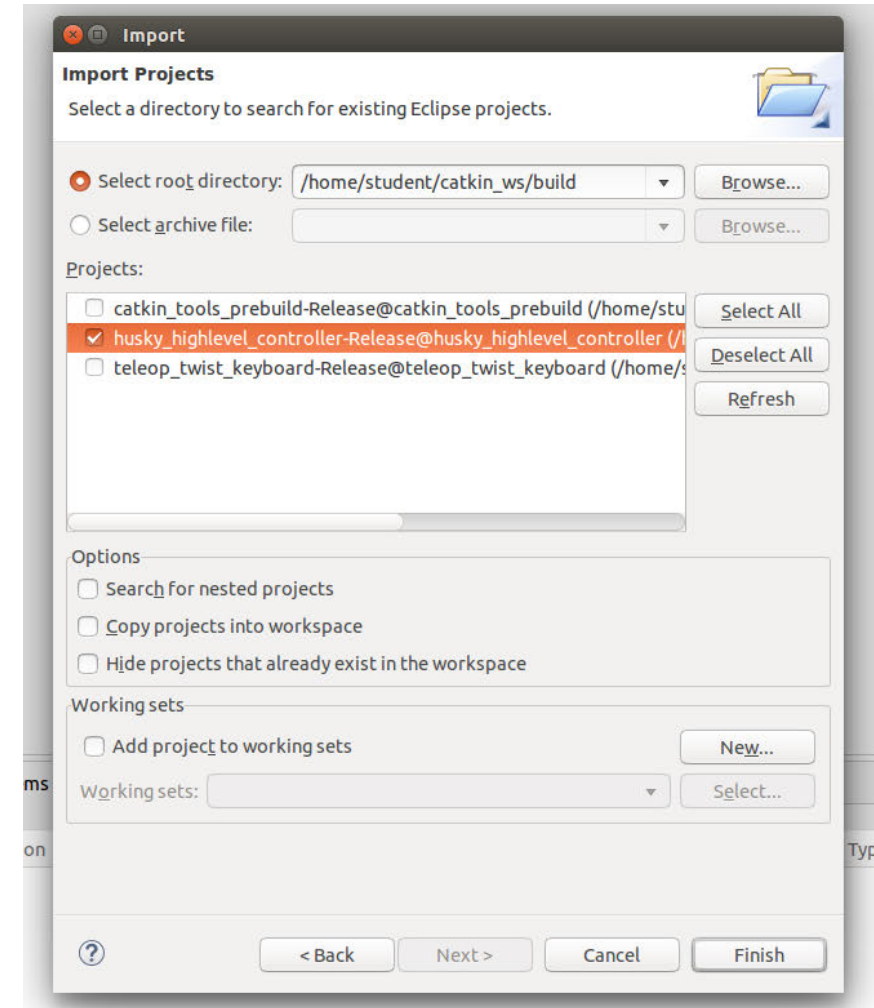 Import
Import Projects
Select a directory to search for existing Eclipse projects.
Select root directory: /home/student/catkin_ws/build Browse...
Select archive file: Browse...
Projects:
catkin_tools_prebuild-Release@catkin_tools_prebuild (/home/stu Select All
husky_highlevel_controller-Release@husky_highlevel_controller (/h
Deselect All
teleop_twist_keyboard-Release@teleop_twist_keyboard (/home/s
Refresh
Options
Search for nested projects
Copy projects into workspace
Hide projects that already exist in the workspace
Working sets
Add project to working sets New...
ms
Working sets: Select...
on Typ
? < Back Next > Cancel Finish